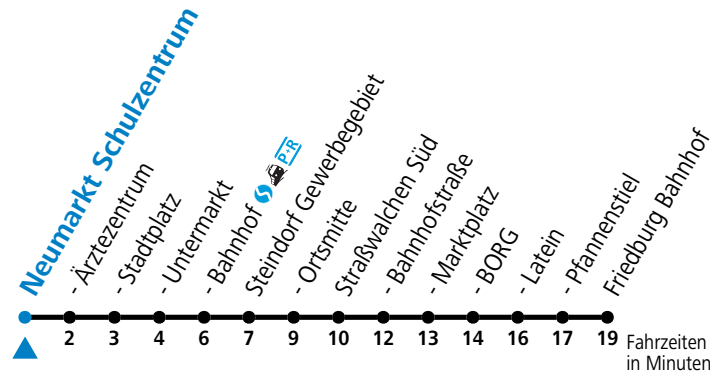 Neumarkt Schulzentrum
- Ärztezentrum
- Stadtplatz
- Untermarkt
- Bahnhof S P+R
Steindorf Gewerbegebiet
- Ortsmitte
Straßwalchen Süd
- Bahnhofstraße
- Marktplatz
- BORG
- Latein
- Pfannenstiel
Friedburg Bahnhof
2 3 4 6 7 9 10 12 13 14 16 17 19 Fahrzeiten
in Minuten